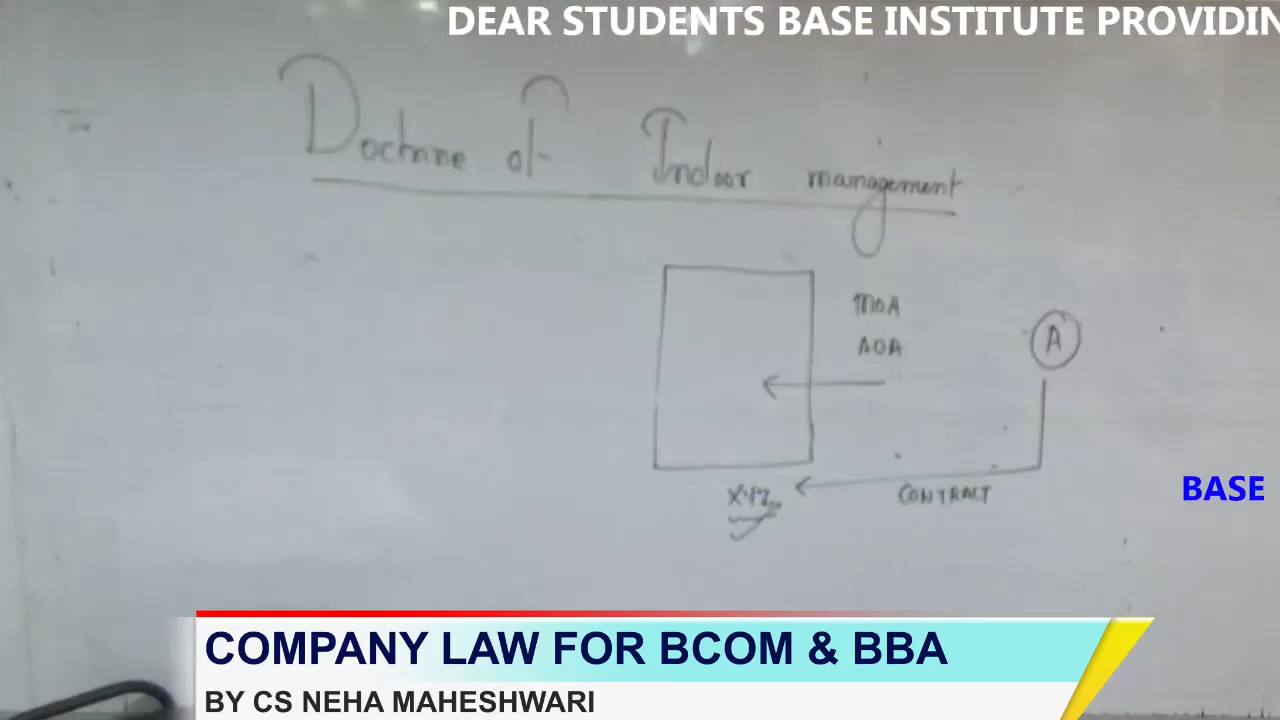 DEAR STUDENTS BASE INSTITUTE PROVIDIN
Doctrine of Indoor management
MOA
AOA
A
CONTRACT
BASE
COMPANY LAW FOR BCOM & BBA
BY CS NEHA MAHESHWARI